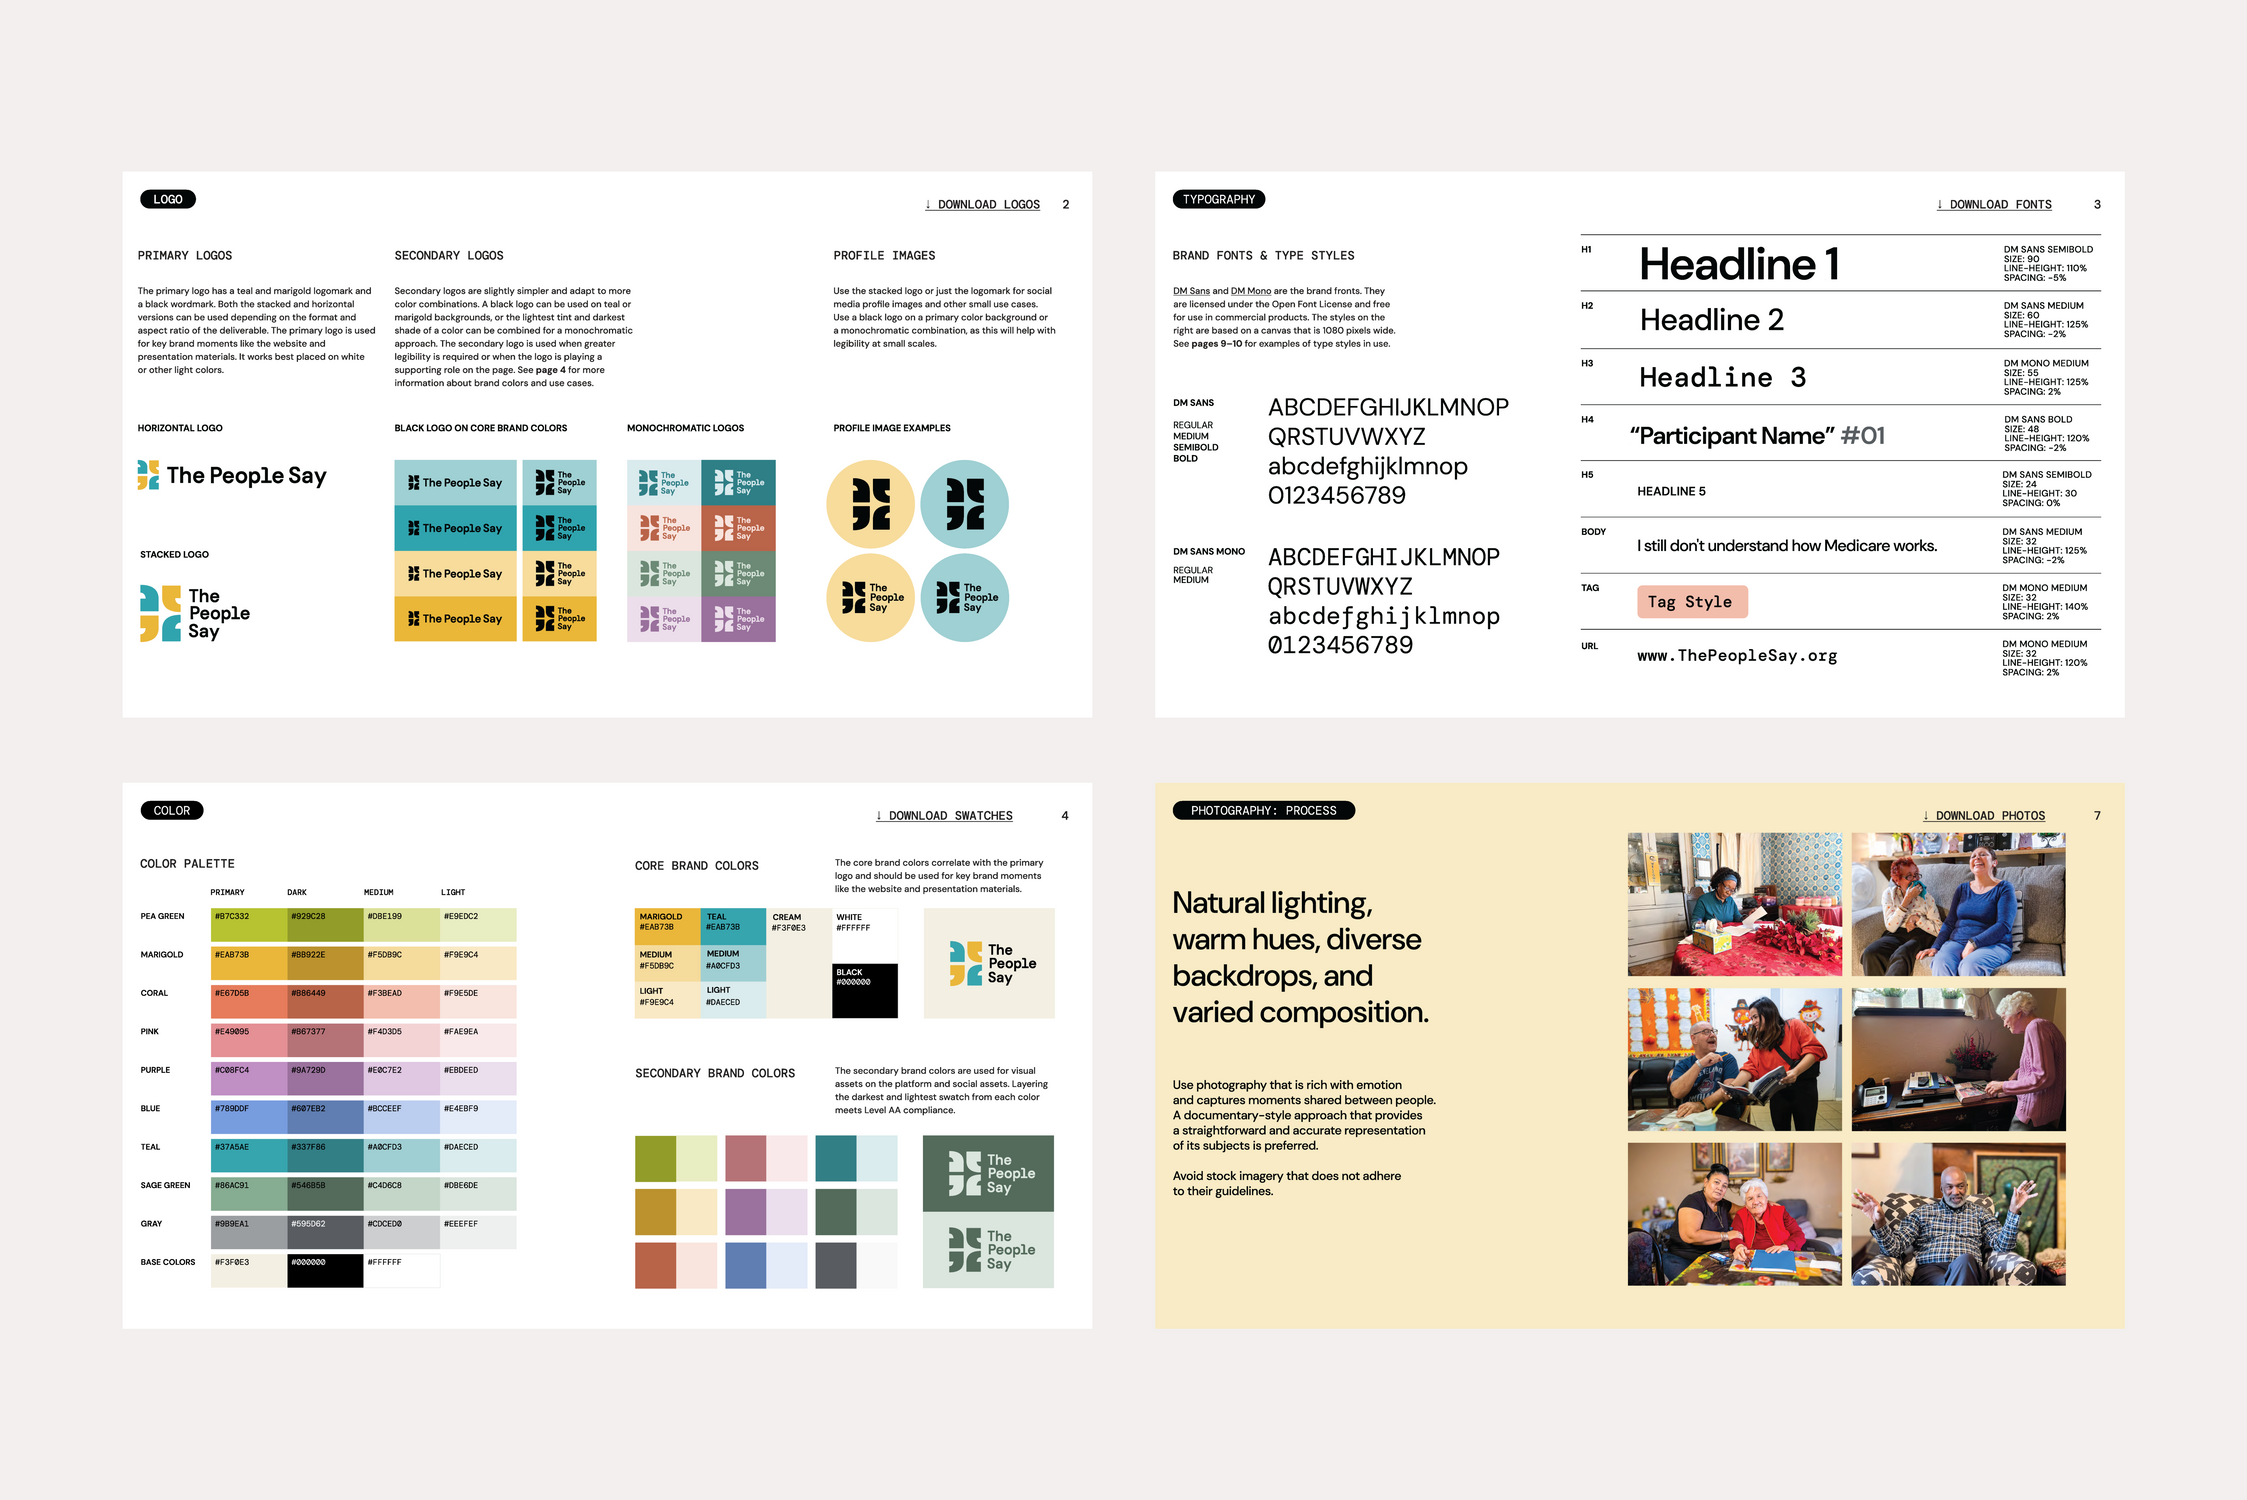 LOGO
↓ DOWNLOAD LOGOS
2
PRIMARY LOGOS
The primary logo has a teal and marigold logomark and
a black wordmark. Both the stacked and horizontal
versions can be used depending on the format and
aspect ratio of the deliverable. The primary logo is used
for key brand moments like the website and
presentation materials. It works best placed on white
or other light colors.
SECONDARY LOGOS
Secondary logos are slightly simpler and adapt to more
color combinations. A black logo can be used on teal or
marigold backgrounds, or the lightest tint and darkest
shade of a color can be combined for a monochromatic
approach. The secondary logo is used when greater
legibility is required or when the logo is playing a
supporting role on the page. See page 4 for more
information about brand colors and use cases.
PROFILE IMAGES
Use the stacked logo or just the logomark for social
media profile images and other small use cases.
Use a black logo on a primary color background or
a monochromatic combination, as this will help with
legibility at small scales.
HORIZONTAL LOGO
The People Say
STACKED LOGO
The
People
Say
BLACK LOGO ON CORE BRAND COLORS
The People Say
The
People
Say
The People Say
The
People
Say
The People Say
The
People
Say
The People Say
The
People
Say
MONOCHROMATIC LOGOS
The
People
Say
The
People
Say
The
People
Say
The
People
Say
The
People
Say
The
People
Say
The
People
Say
The
People
Say
PROFILE IMAGE EXAMPLES
The
People
Say
The
People
Say
TYPOGRAPHY
↓ DOWNLOAD FONTS
3
BRAND FONTS & TYPE STYLES
DM Sans and DM Mono are the brand fronts. They
are licensed under the Open Font License and free
for use in commercial products. The styles on the
right are based on a canvas that is 1080 pixels wide.
See pages 9–10 for examples of type styles in use.
DM SANS
REGULAR
MEDIUM
SEMIBOLD
BOLD
ABCDEFGHIJKLMNOP
QRSTUVWXYZ
abcdefghijklmnop
0123456789
DM SANS MONO
REGULAR
MEDIUM
ABCDEFGHIJKLMNOP
QRSTUVWXYZ
abcdefghijklmnop
0123456789
H1
Headline 1
DM SANS SEMIBOLD
SIZE: 90
LINE-HEIGHT: 110%
SPACING: -5%
H2
Headline 2
DM SANS MEDIUM
SIZE: 60
LINE-HEIGHT: 125%
SPACING: -2%
H3
Headline 3
DM MONO MEDIUM
SIZE: 55
LINE-HEIGHT: 125%
SPACING: 2%
H4
“Participant Name” #01
DM SANS BOLD
SIZE: 48
LINE-HEIGHT: 120%
SPACING: -2%
H5
HEADLINE 5
DM SANS SEMIBOLD
SIZE: 24
LINE-HEIGHT: 30
SPACING: 0%
BODY
I still don't understand how Medicare works.
DM SANS MEDIUM
SIZE: 32
LINE-HEIGHT: 125%
SPACING: -2%
TAG
Tag Style
DM MONO MEDIUM
SIZE: 32
LINE-HEIGHT: 140%
SPACING: 2%
URL
www.ThePeopleSay.org
DM MONO MEDIUM
SIZE: 32
LINE-HEIGHT: 120%
SPACING: 2%
COLOR
↓ DOWNLOAD SWATCHES
4
COLOR PALETTE
PRIMARY DARK MEDIUM LIGHT
PEA GREEN #B7C332 #929C28 #DBE199 #E9EDC2
MARIGOLD #EAB73B #BB922E #F5DB9C #F9E9C4
CORAL #E67D5B #B86449 #F3BEAD #F9E5DE
PINK #E49095 #B67377 #F4D3D5 #FAE9EA
PURPLE #C08FC4 #9A729D #E0C7E2 #EBDEED
BLUE #789DDF #607EB2 #BCCEEF #E4EBF9
TEAL #37A5AE #337F86 #A0CFD3 #DAECED
SAGE GREEN #86AC91 #546B5B #C4D6C8 #DBE6DE
GRAY #9B9EA1 #595D62 #CDCED0 #EEEFEF
BASE COLORS #F3F0E3 #000000 #FFFFFF
CORE BRAND COLORS
The core brand colors correlate with the primary
logo and should be used for key brand moments
like the website and presentation materials.
MARIGOLD
#EAB73B
MEDIUM
#F5DB9C
LIGHT
#F9E9C4
TEAL
#EAB73B
MEDIUM
#A0CFD3
LIGHT
#DAECED
CREAM
#F3F0E3
WHITE
#FFFFFF
BLACK
#000000
The
People
Say
SECONDARY BRAND COLORS
The secondary brand colors are used for visual
assets on the platform and social assets. Layering
the darkest and lightest swatch from each color
meets Level AA compliance.
The
People
Say
The
People
Say
PHOTOGRAPHY: PROCESS
↓ DOWNLOAD PHOTOS
7
Natural lighting,
warm hues, diverse
backdrops, and
varied composition.
Use photography that is rich with emotion
and captures moments shared between people.
A documentary-style approach that provides
a straightforward and accurate representation
of its subjects is preferred.
Avoid stock imagery that does not adhere
to their guidelines.